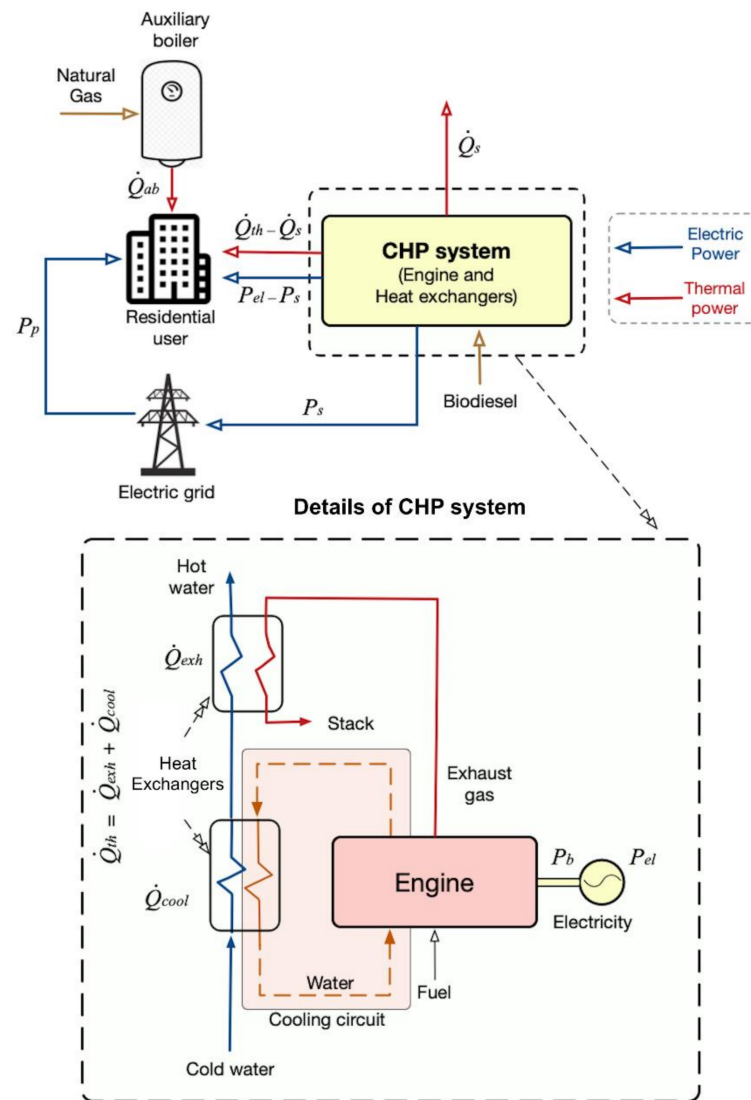 Auxiliary
boiler
Natural
Gas
Q̇ab
Q̇s
Q̇th – Q̇s
Pel – Ps
CHP system
(Engine and
Heat exchangers)
Electric
Power
Thermal
power
Residential
user
Pp
Ps
Biodiesel
Electric grid
Details of CHP system
Hot
water
Q̇exh
Stack
Q̇th = Q̇exh + Q̇cool
Heat
Exchangers
Exhaust
gas
Q̇cool
Engine
Pb
Pel
Electricity
Water
Fuel
Cooling circuit
Cold water